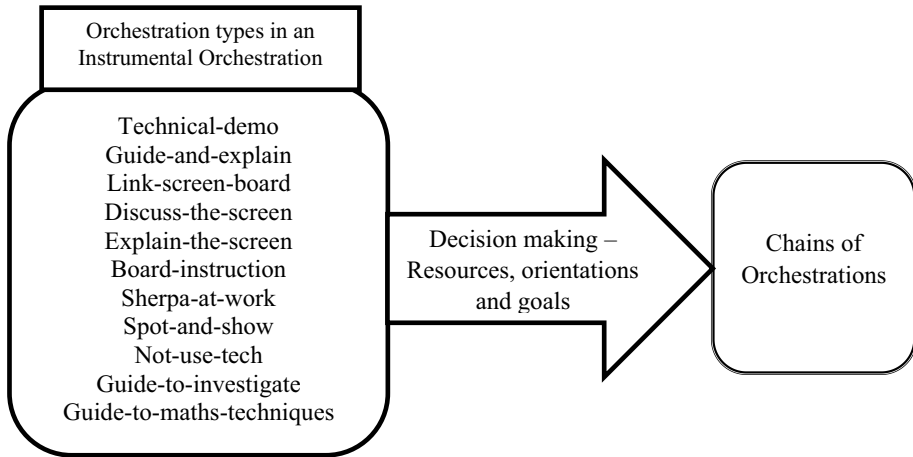 Orchestration types in an
Instrumental Orchestration
Technical-demo
Guide-and-explain
Link-screen-board
Discuss-the-screen
Explain-the-screen
Board-instruction
Sherpa-at-work
Spot-and-show
Not-use-tech
Guide-to-investigate
Guide-to-maths-techniques
Decision making –
Resources, orientations
and goals
Chains of
Orchestrations